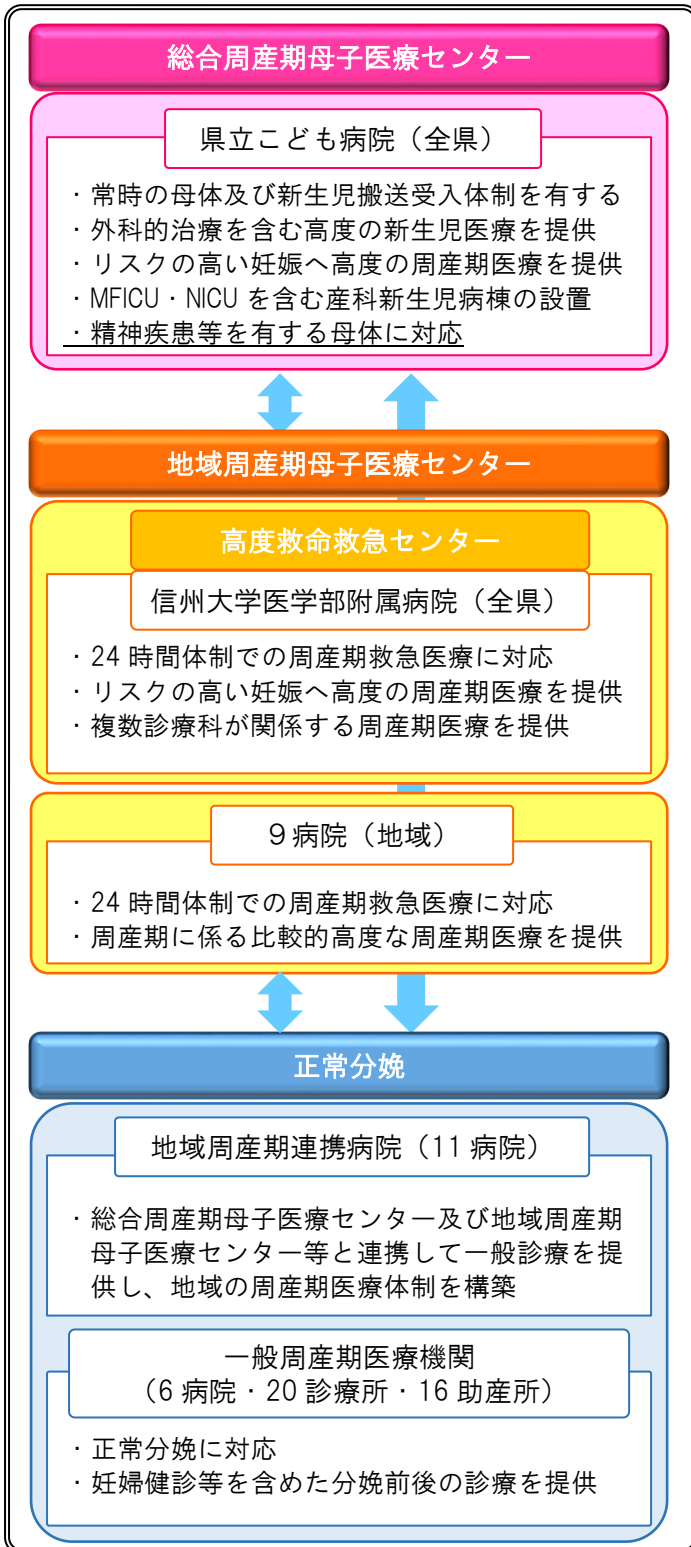 総合周産期母子医療センター
県立こども病院（全県）
・常時の母体及び新生児搬送受入体制を有する
・外科的治療を含む高度の新生児医療を提供
・リスクの高い妊娠へ高度の周産期医療を提供
・MFICU・NICU を含む産科新生児病棟の設置
・精神疾患等を有する母体に対応
地域周産期母子医療センター
高度救命救急センター
信州大学医学部附属病院（全県）
・24 時間体制での周産期救急医療に対応
・リスクの高い妊娠へ高度の周産期医療を提供
・複数診療科が関係する周産期医療を提供
９病院（地域）
・24 時間体制での周産期救急医療に対応
・周産期に係る比較的高度な周産期医療を提供
正常分娩
地域周産期連携病院（11 病院）
・総合周産期母子医療センター及び地域周産期
母子医療センター等と連携して一般診療を提
供し、地域の周産期医療体制を構築
一般周産期医療機関
（6 病院・20 診療所・16 助産所）
・正常分娩に対応
・妊婦健診等を含めた分娩前後の診療を提供